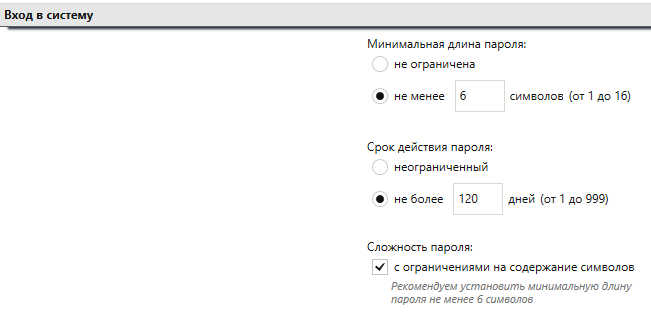 Вход в систему
Минимальная длина пароля:
не ограничена
не менее 6 символов (от 1 до 16)
Срок действия пароля:
неограниченный
не более 120 дней (от 1 до 999)
Сложность пароля:
с ограничениями на содержание символов
Рекомендуем установить минимальную длину
пароля не менее 6 символов